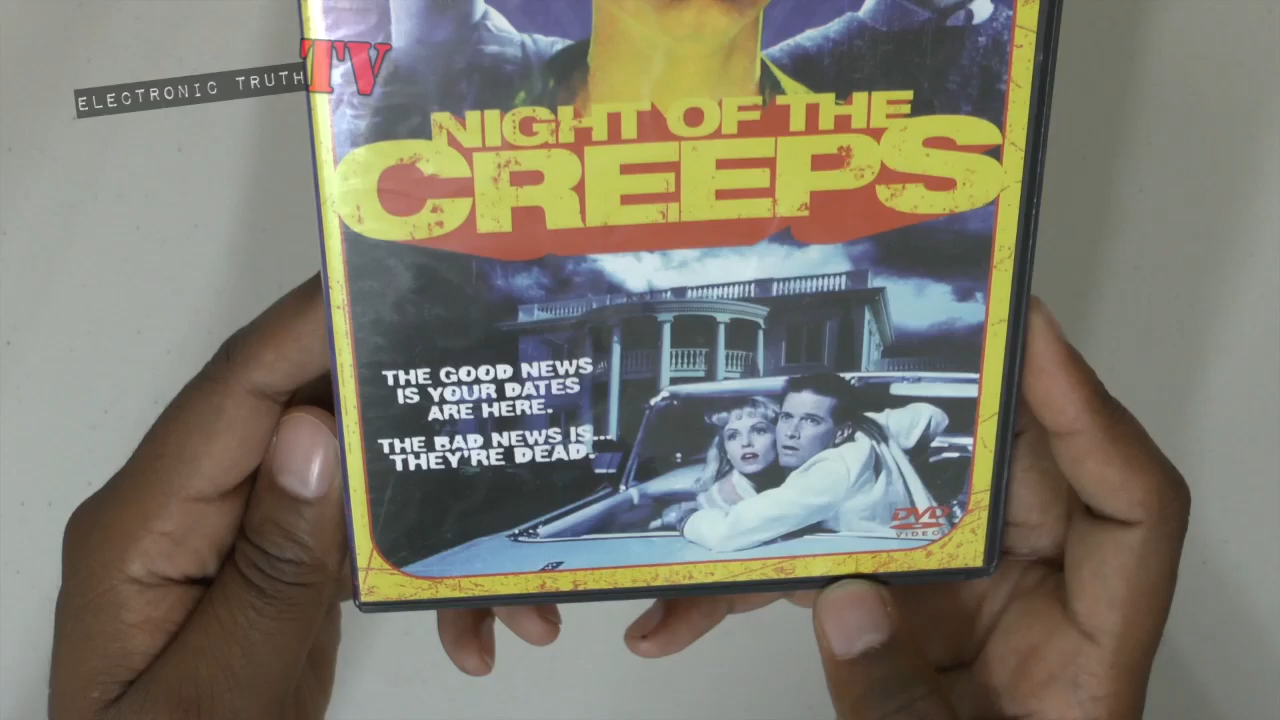 ELECTRONIC TRUTH TV
NIGHT OF THE
CREEPS
THE GOOD NEWS
IS YOUR DATES
ARE HERE.
THE BAD NEWS IS...
THEY'RE DEAD.
DVD
VIDEO